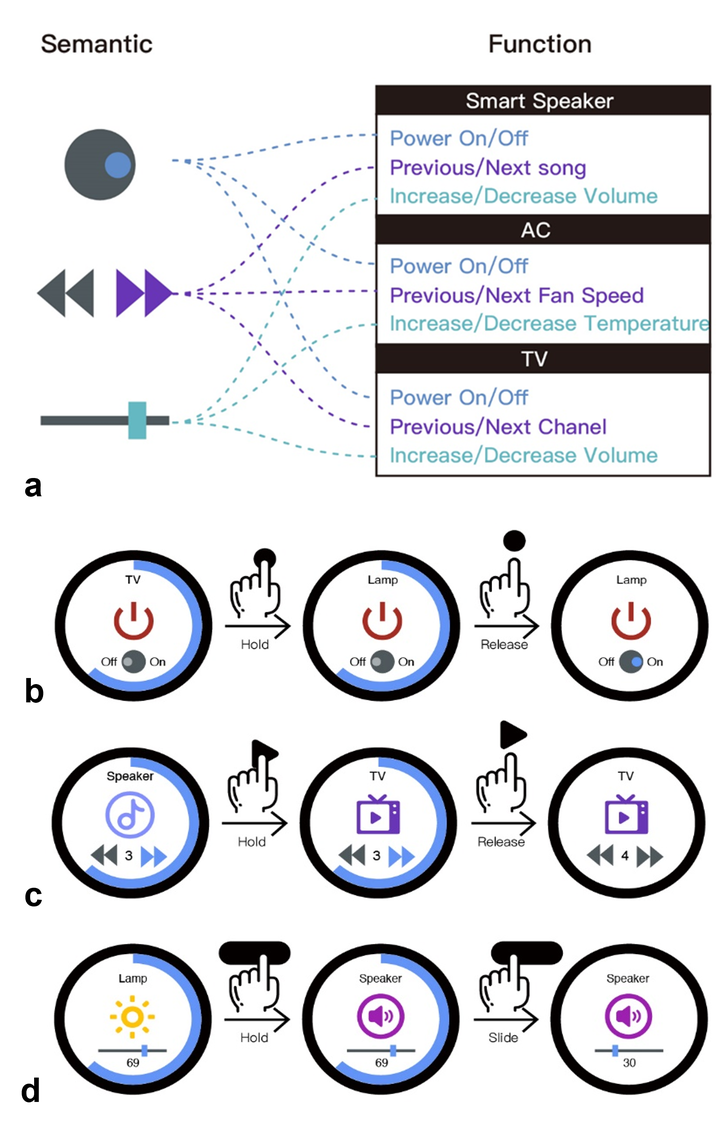 Semantic
Function
Smart Speaker
Power On/Off
Previous/Next song
Increase/Decrease Volume
AC
Power On/Off
Previous/Next Fan Speed
Increase/Decrease Temperature
TV
Power On/Off
Previous/Next Chanel
Increase/Decrease Volume
a
TV
Off On
Hold
Lamp
Off On
Release
Lamp
Off On
b
Speaker
3
Hold
TV
3
Release
TV
4
c
Lamp
69
Hold
Speaker
69
Slide
Speaker
30
d